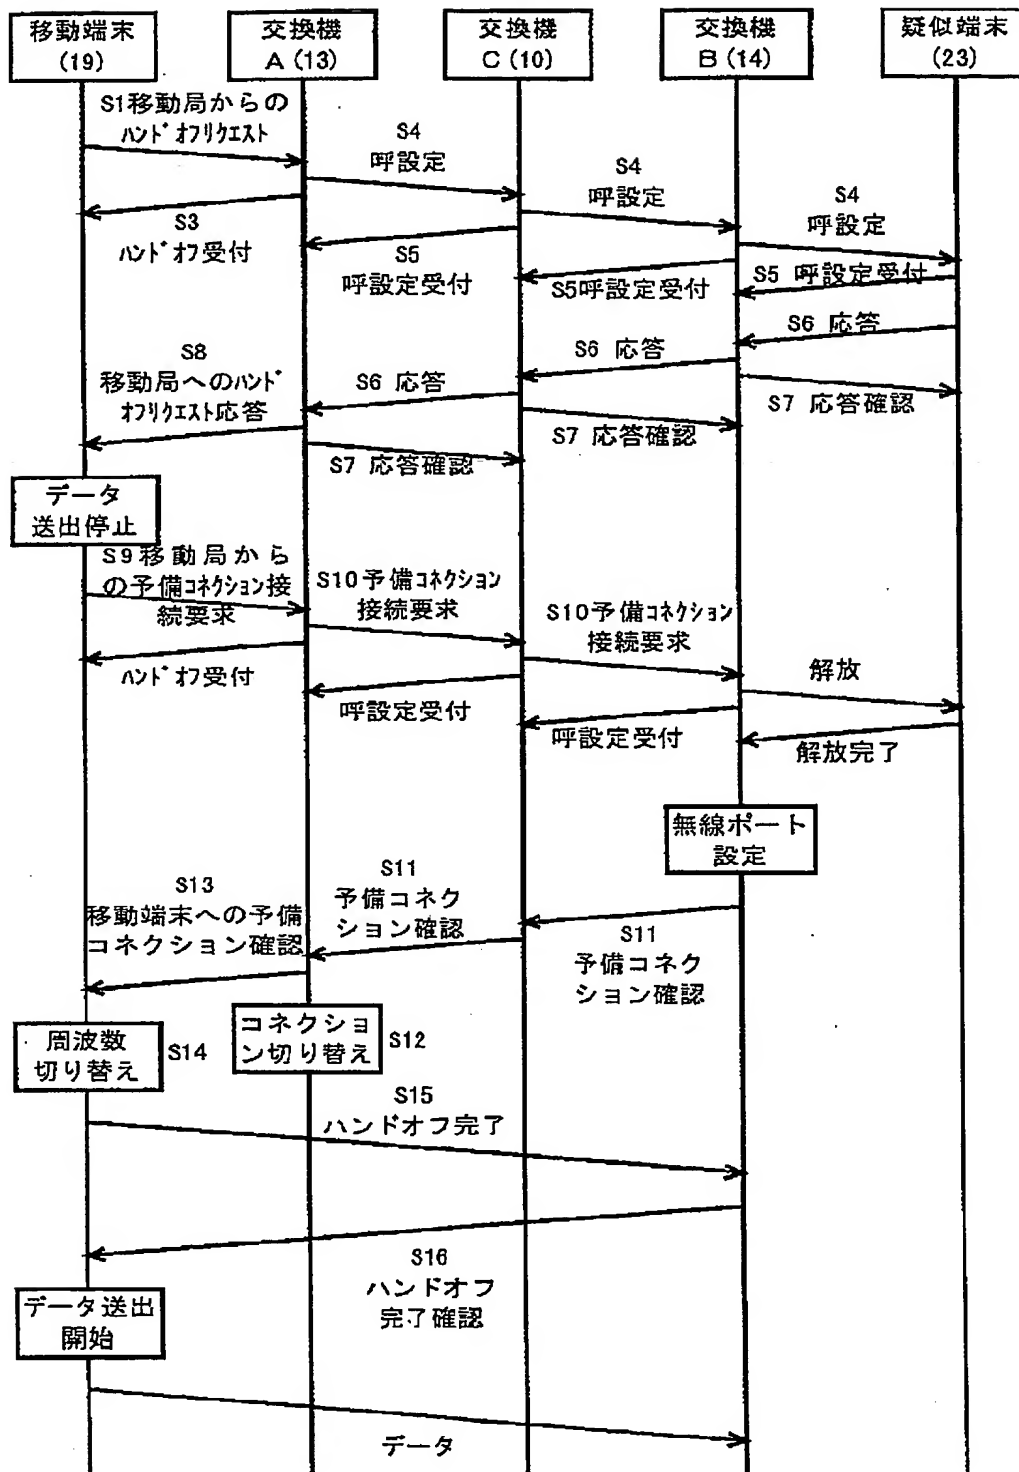 移動端末
(19)
交換機
A (13)
交換機
C (10)
交換機
B (14)
疑似端末
(23)
S1移動局からの
ﾊﾝﾄﾞｵﾌﾘｸｴｽﾄ
S4
呼設定
S4
呼設定
S4
呼設定
S3
ﾊﾝﾄﾞｵﾌ受付
S5
呼設定受付
S5呼設定受付
S5 呼設定受付
S6 応答
S6 応答
S6 応答
S8
移動局へのﾊﾝﾄﾞ
ｵﾌﾘｸｴｽﾄ応答
S7 応答確認
S7 応答確認
S7 応答確認
データ
送出停止
S9移動局から
の予備ｺﾈｸｼｮﾝ接
続要求
S10予備ｺﾈｸｼｮﾝ
接続要求
S10予備ｺﾈｸｼｮﾝ
接続要求
ﾊﾝﾄﾞｵﾌ受付
呼設定受付
呼設定受付
解放
解放完了
無線ポート
設定
S13
移動端末への予備
コネクション確認
S11
予備コネク
ション確認
S11
予備コネク
ション確認
周波数
切り替え
S14
コネクショ
ン切り替え
S12
S15
ハンドオフ完了
S16
ハンドオフ
完了確認
データ送出
開始
データ